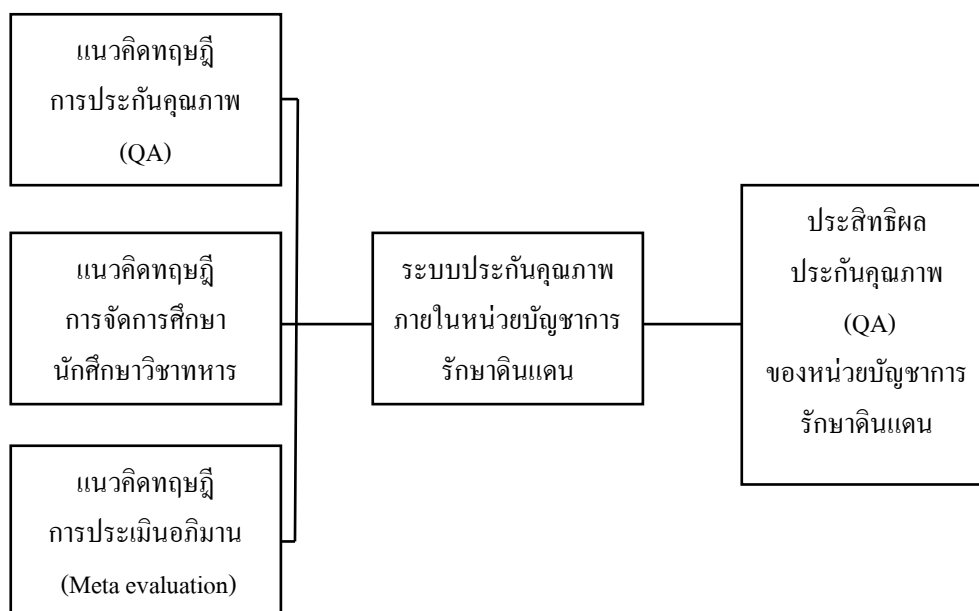 แนวคิดทฤษฎี
การประกันคุณภาพ
(QA)
แนวคิดทฤษฎี
การจัดการศึกษา
นักศึกษาวิชาทหาร
แนวคิดทฤษฎี
การประเมินอภิมาน
(Meta evaluation)
ระบบประกันคุณภาพ
ภายในหน่วยบัญชาการ
รักษาดินแดน
ประสิทธิผล
ประกันคุณภาพ
(QA)
ของหน่วยบัญชาการ
รักษาดินแดน